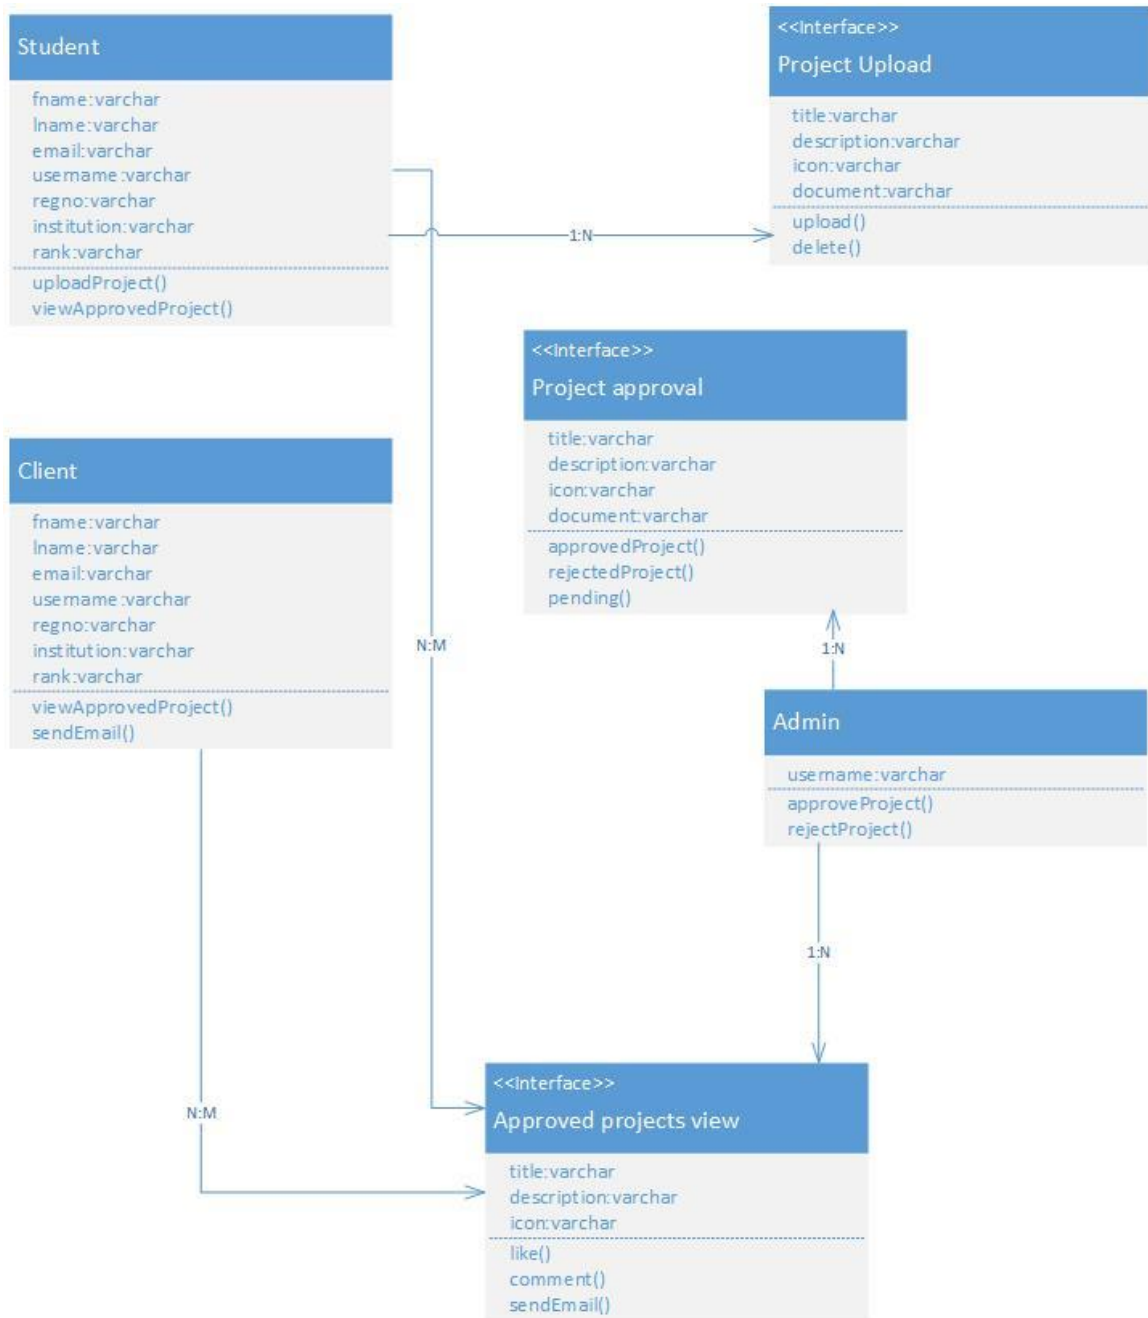 Student
fname:varchar
lname:varchar
email:varchar
username:varchar
regno:varchar
institution:varchar
rank:varchar
uploadProject()
viewApprovedProject()
<<Interface>>
Project Upload
title:varchar
description:varchar
icon:varchar
document:varchar
upload()
delete()
1:N
<<Interface>>
Project approval
title:varchar
description:varchar
icon:varchar
document:varchar
approvedProject()
rejectedProject()
pending()
Client
fname:varchar
lname:varchar
email:varchar
username:varchar
regno:varchar
institution:varchar
rank:varchar
viewApprovedProject()
sendEmail()
N:M
1:N
Admin
username:varchar
approveProject()
rejectProject()
1:N
N:M
<<Interface>>
Approved projects view
title:varchar
description:varchar
icon:varchar
like()
comment()
sendEmail()